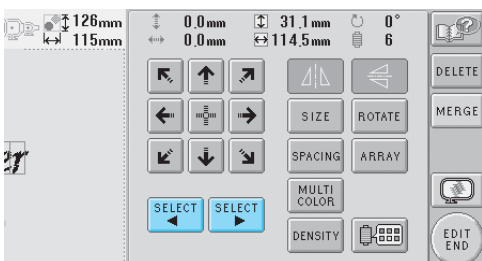 126mm
115mm
0.0mm 31.1mm 0°
0.0mm 114.5mm 6
DELETE
SIZE ROTATE MERGE
SPACING ARRAY
MULTI
COLOR
SELECT SELECT
DENSITY
EDIT
END